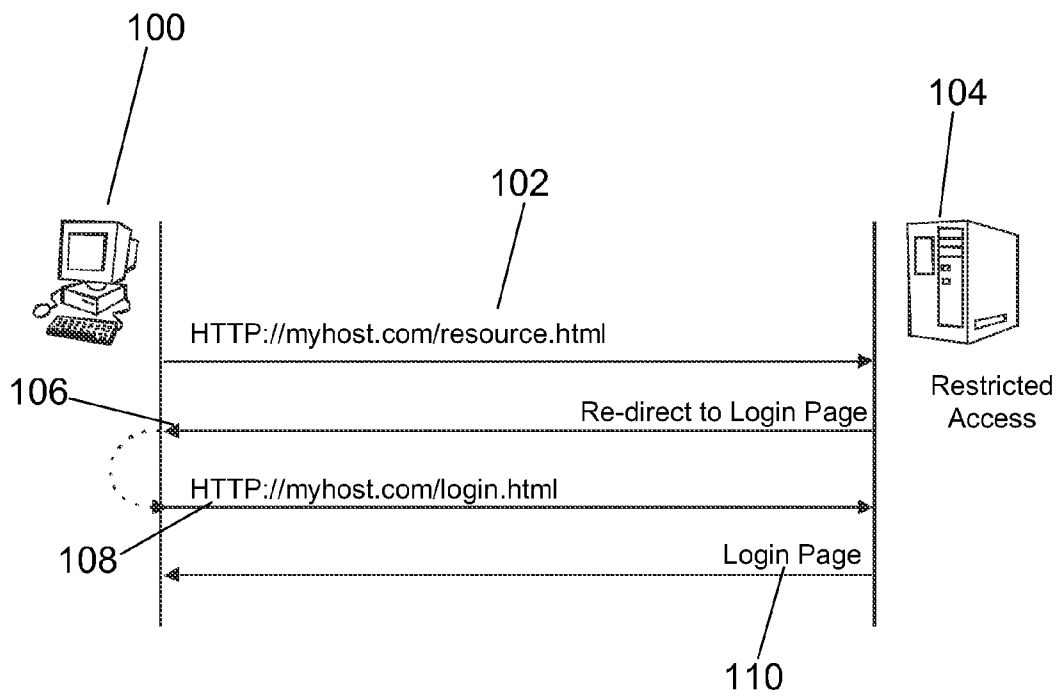 100
104
102
HTTP://myhost.com/resource.html
106
Re-direct to Login Page
Restricted
Access
HTTP://myhost.com/login.html
108
Login Page
110